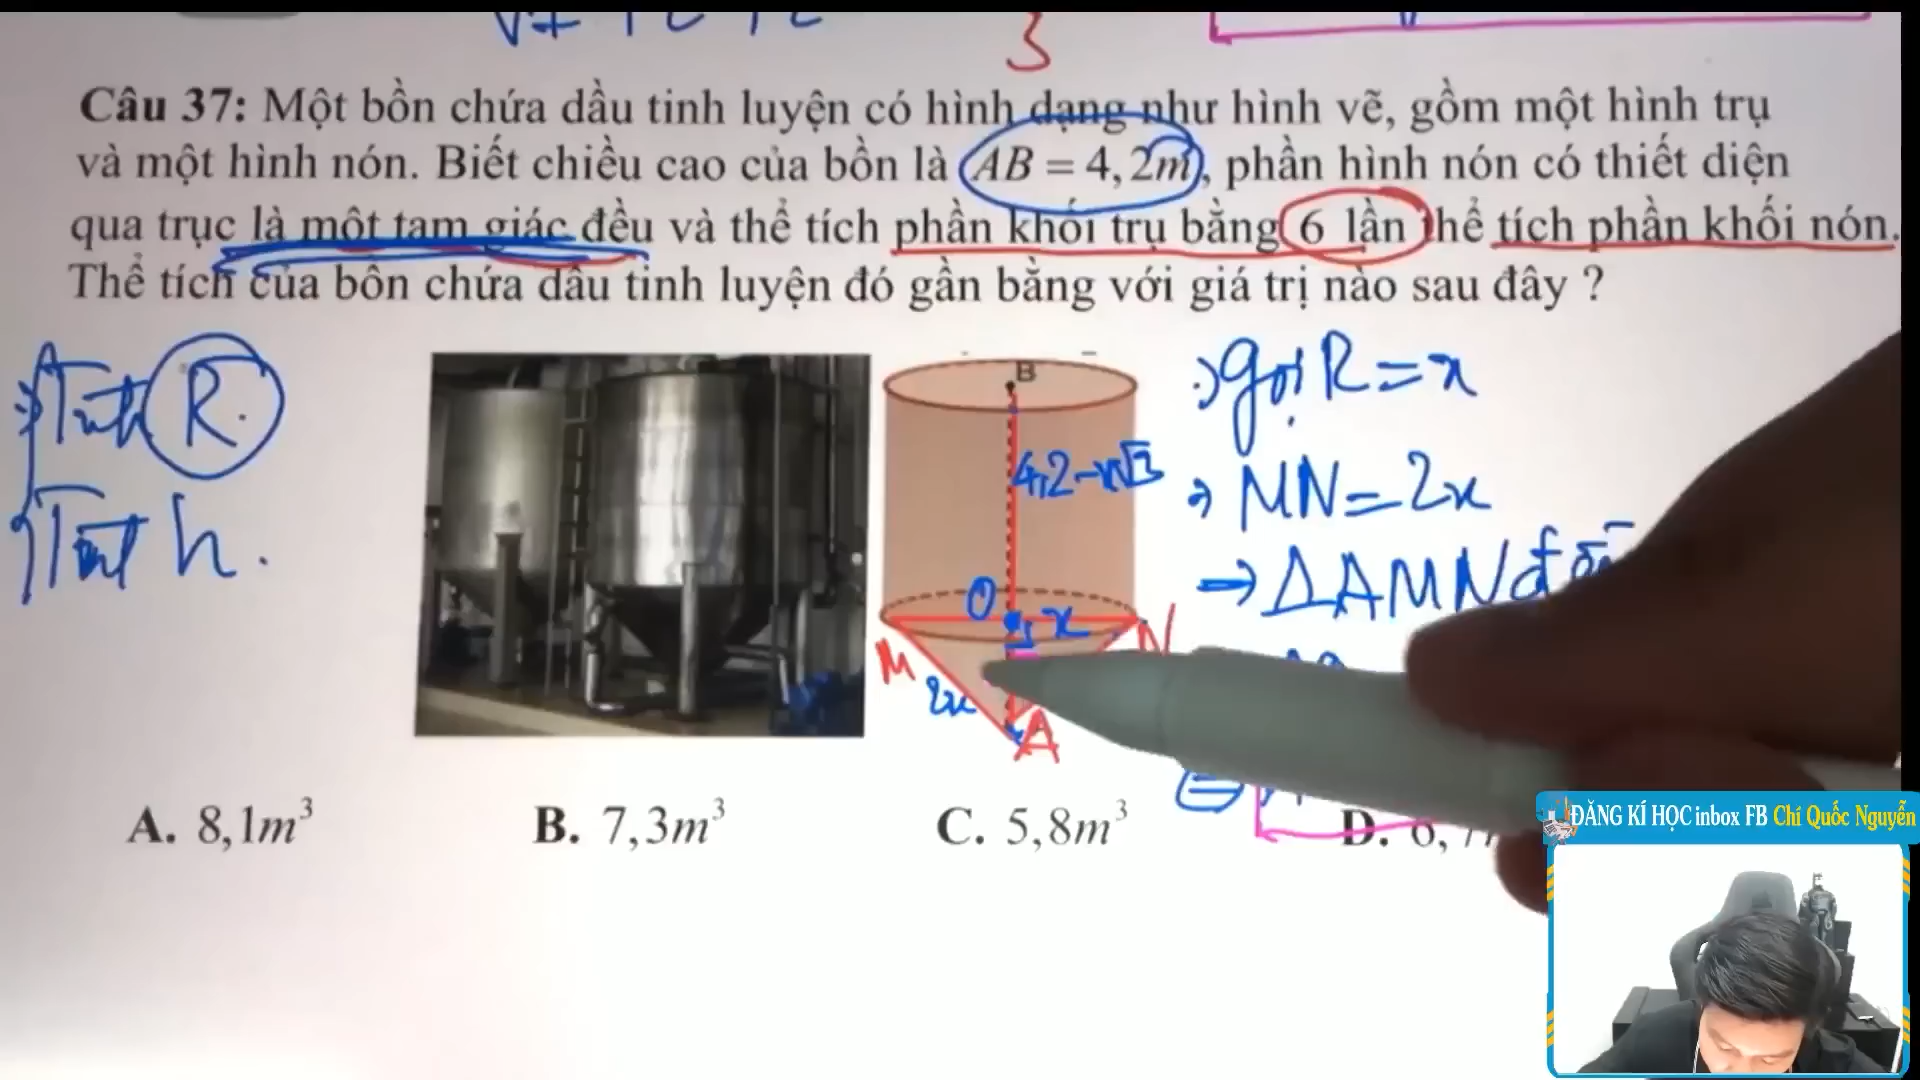 3
Câu 37: Một bồn chứa dầu tinh luyện có hình dạng như hình vẽ, gồm một hình trụ
và một hình nón. Biết chiều cao của bồn là AB = 4,2m, phần hình nón có thiết diện
qua trục là một tam giác đều và thể tích phần khối trụ bằng 6 lần thể tích phần khối nón.
Thể tích của bồn chứa dầu tinh luyện đó gần bằng với giá trị nào sau đây ?
Tính R.
Tính h.
B
4,2-x√3
O x
M N
2x
A
Gọi R = x
→ MN = 2x
→ ΔAMN đều
A. 8,1m³ B. 7,3m³ C. 5,8m³ D.
ĐĂNG KÍ HỌC inbox FB Chí Quốc Nguyễn